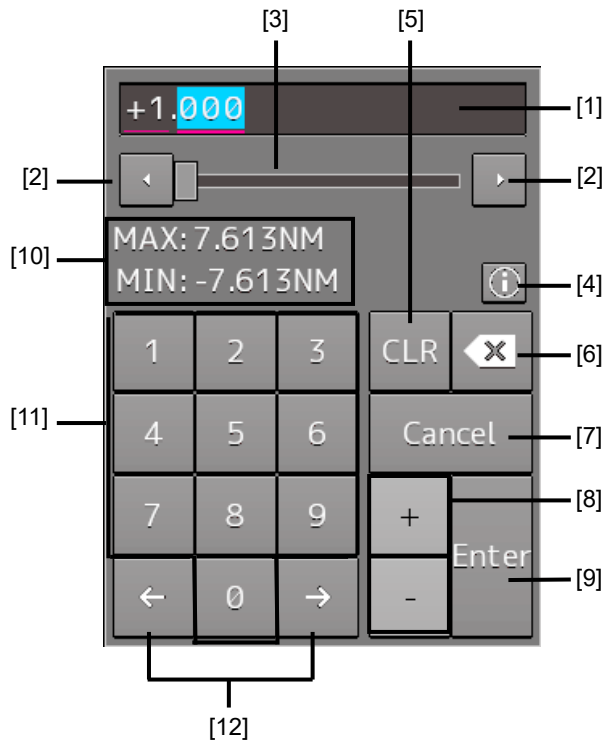 [3] [5]
+1.000 [1]
[2] [2]
[10] MAX: 7.613NM
MIN: -7.613NM [4]
1 2 3 CLR [6]
[11] 4 5 6 Cancel [7]
7 8 9 + [8]
Enter [9]
← 0 → -
[12]